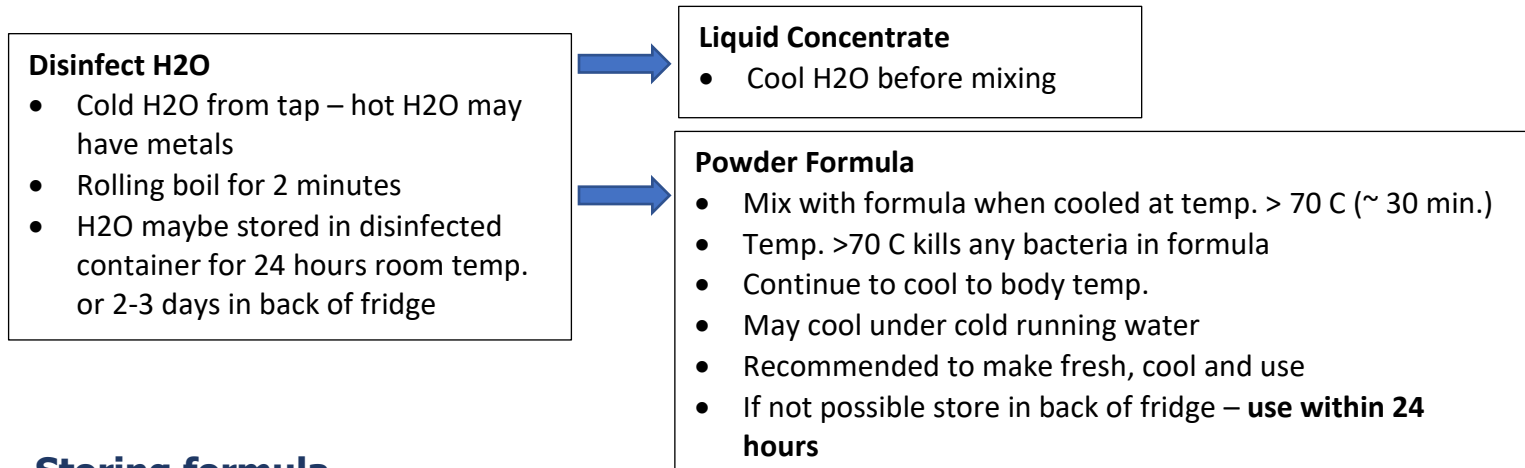 Disinfect H2O
• Cold H2O from tap – hot H2O may
have metals
• Rolling boil for 2 minutes
• H2O maybe stored in disinfected
container for 24 hours room temp.
or 2-3 days in back of fridge
Liquid Concentrate
• Cool H2O before mixing
Powder Formula
• Mix with formula when cooled at temp. > 70 C (~ 30 min.)
• Temp. >70 C kills any bacteria in formula
• Continue to cool to body temp.
• May cool under cold running water
• Recommended to make fresh, cool and use
• If not possible store in back of fridge – use within 24
hours
Storing formula